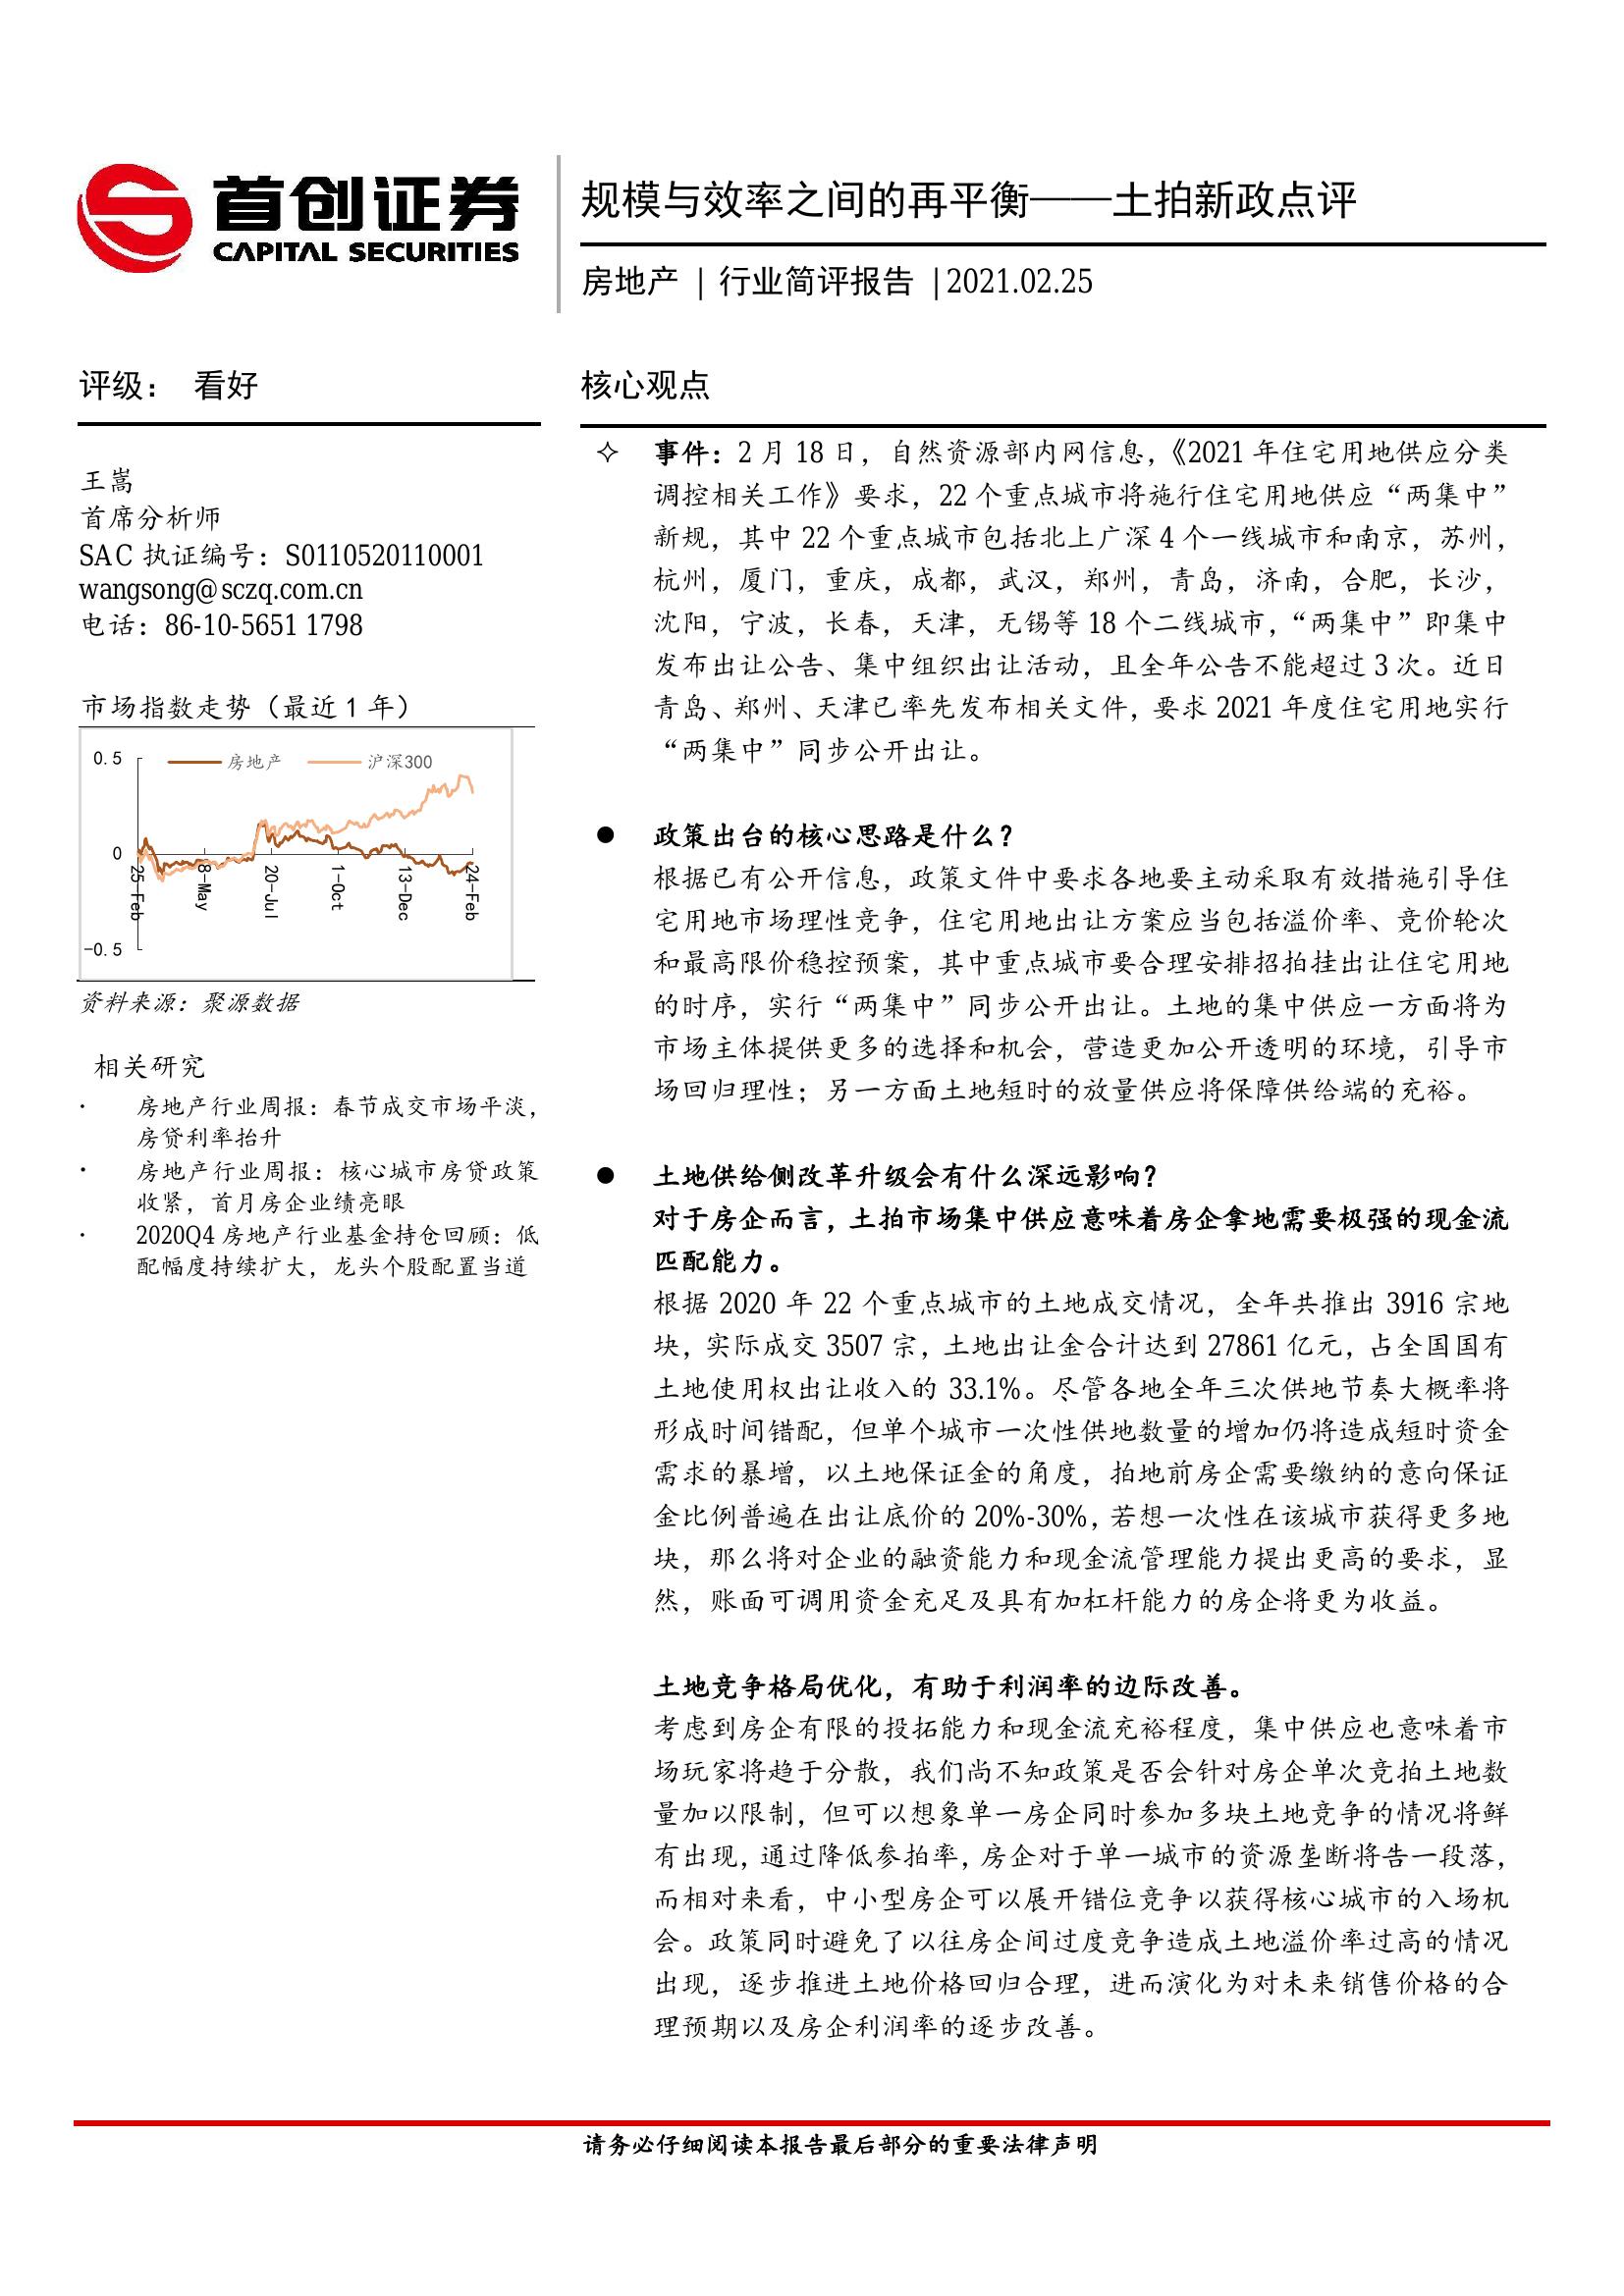 首创证券
CAPITAL SECURITIES
规模与效率之间的再平衡——土拍新政点评
房地产 | 行业简评报告 |2021.02.25
评级： 看好
王嵩
首席分析师
SAC 执证编号：S0110520110001
wangsong@sczq.com.cn
电话：86-10-5651 1798
市场指数走势（最近 1 年）
房地产 沪深300
0.5
0
-0.5
25-Feb
8-May
20-Jul
1-Oct
13-Dec
24-Feb
资料来源：聚源数据
相关研究
· 房地产行业周报：春节成交市场平淡，
房贷利率抬升
· 房地产行业周报：核心城市房贷政策
收紧，首月房企业绩亮眼
· 2020Q4 房地产行业基金持仓回顾：低
配幅度持续扩大，龙头个股配置当道
核心观点
✧ 事件：2 月 18 日，自然资源部内网信息，《2021 年住宅用地供应分类
调控相关工作》要求，22 个重点城市将施行住宅用地供应“两集中”
新规，其中 22 个重点城市包括北上广深 4 个一线城市和南京，苏州，
杭州，厦门，重庆，成都，武汉，郑州，青岛，济南，合肥，长沙，
沈阳，宁波，长春，天津，无锡等 18 个二线城市，“两集中”即集中
发布出让公告、集中组织出让活动，且全年公告不能超过 3 次。近日
青岛、郑州、天津已率先发布相关文件，要求 2021 年度住宅用地实行
“两集中”同步公开出让。
● 政策出台的核心思路是什么？
根据已有公开信息，政策文件中要求各地要主动采取有效措施引导住
宅用地市场理性竞争，住宅用地出让方案应当包括溢价率、竞价轮次
和最高限价稳控预案，其中重点城市要合理安排招拍挂出让住宅用地
的时序，实行“两集中”同步公开出让。土地的集中供应一方面将为
市场主体提供更多的选择和机会，营造更加公开透明的环境，引导市
场回归理性；另一方面土地短时的放量供应将保障供给端的充裕。
● 土地供给侧改革升级会有什么深远影响？
对于房企而言，土拍市场集中供应意味着房企拿地需要极强的现金流
匹配能力。
根据 2020 年 22 个重点城市的土地成交情况，全年共推出 3916 宗地
块，实际成交 3507 宗，土地出让金合计达到 27861 亿元，占全国国有
土地使用权出让收入的 33.1%。尽管各地全年三次供地节奏大概率将
形成时间错配，但单个城市一次性供地数量的增加仍将造成短时资金
需求的暴增，以土地保证金的角度，拍地前房企需要缴纳的意向保证
金比例普遍在出让底价的 20%-30%，若想一次性在该城市获得更多地
块，那么将对企业的融资能力和现金流管理能力提出更高的要求，显
然，账面可调用资金充足及具有加杠杆能力的房企将更为收益。
土地竞争格局优化，有助于利润率的边际改善。
考虑到房企有限的投拓能力和现金流充裕程度，集中供应也意味着市
场玩家将趋于分散，我们尚不知政策是否会针对房企单次竞拍土地数
量加以限制，但可以想象单一房企同时参加多块土地竞争的情况将鲜
有出现，通过降低参拍率，房企对于单一城市的资源垄断将告一段落，
而相对来看，中小型房企可以展开错位竞争以获得核心城市的入场机
会。政策同时避免了以往房企间过度竞争造成土地溢价率过高的情况
出现，逐步推进土地价格回归合理，进而演化为对未来销售价格的合
理预期以及房企利润率的逐步改善。
请务必仔细阅读本报告最后部分的重要法律声明